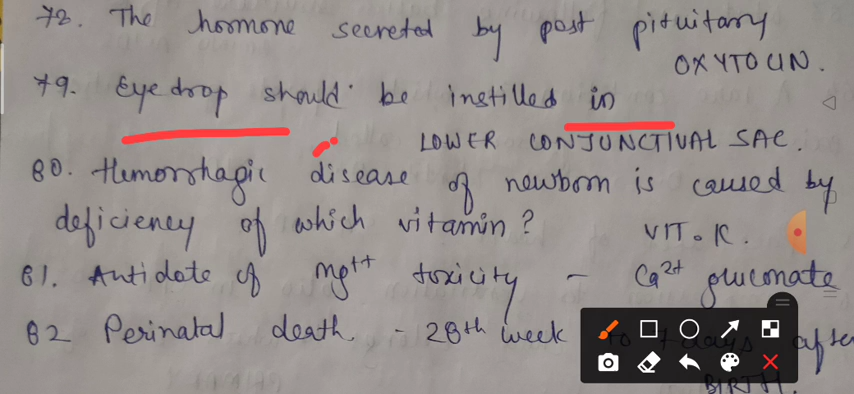 78. The hormone secreted by post pituitary
OXYTOCIN.
79. Eye drop should be instilled in
LOWER CONJUNCTIVAL SAC.
80. Hemorrhagic disease of newborn is caused by
deficiency of which vitamin? VIT. K.
81. Antidote of Mg++ toxicity - Ca2+ gluconate
82 Perinatal death. - 28th week to 7 days after
BIRTH.